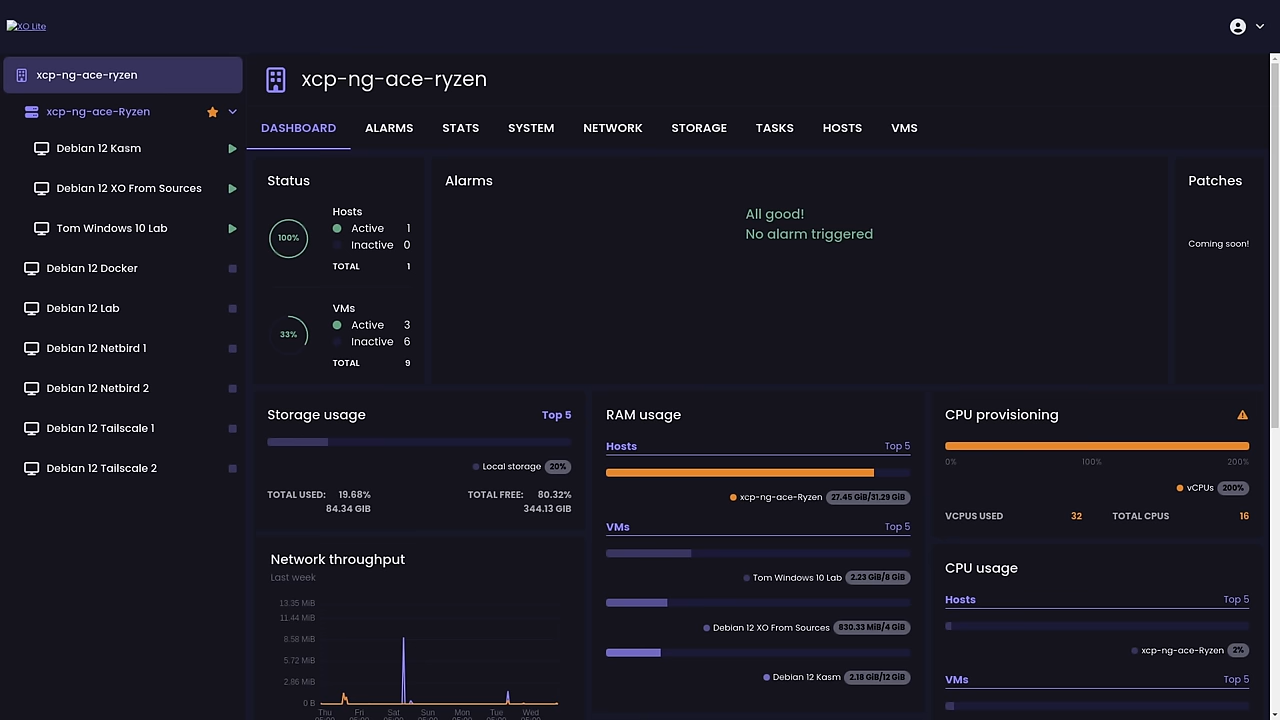 XO Lite
xcp-ng-ace-ryzen
xcp-ng-ace-Ryzen
Debian 12 Kasm
Debian 12 XO From Sources
Tom Windows 10 Lab
Debian 12 Docker
Debian 12 Lab
Debian 12 Netbird 1
Debian 12 Netbird 2
Debian 12 Tailscale 1
Debian 12 Tailscale 2
xcp-ng-ace-ryzen
DASHBOARD ALARMS STATS SYSTEM NETWORK STORAGE TASKS HOSTS VMS
Status
100%
Hosts
Active 1
Inactive 0
TOTAL 1
33%
VMs
Active 3
Inactive 6
TOTAL 9
Alarms
All good!
No alarm triggered
Patches
Coming soon!
Storage usage Top 5
Local storage 20%
TOTAL USED: 19.68% TOTAL FREE: 80.32%
84.34 GIB 344.13 GIB
Network throughput
Last week
13.35 MiB
11.44 MiB
8.58 MiB
5.72 MiB
2.86 MiB
0 B
Thu Fri Sat Sun Mon Tue Wed
RAM usage
Hosts Top 5
xcp-ng-ace-Ryzen 27.45 GiB/31.29 GiB
VMs Top 5
Tom Windows 10 Lab 2.23 GiB/8 GiB
Debian 12 XO From Sources 830.33 MiB/4 GiB
Debian 12 Kasm 2.18 GiB/12 GiB
CPU provisioning
0% 100% 200%
vCPUs 200%
VCPUS USED 32 TOTAL CPUS 16
CPU usage
Hosts Top 5
xcp-ng-ace-Ryzen 2%
VMs Top 5